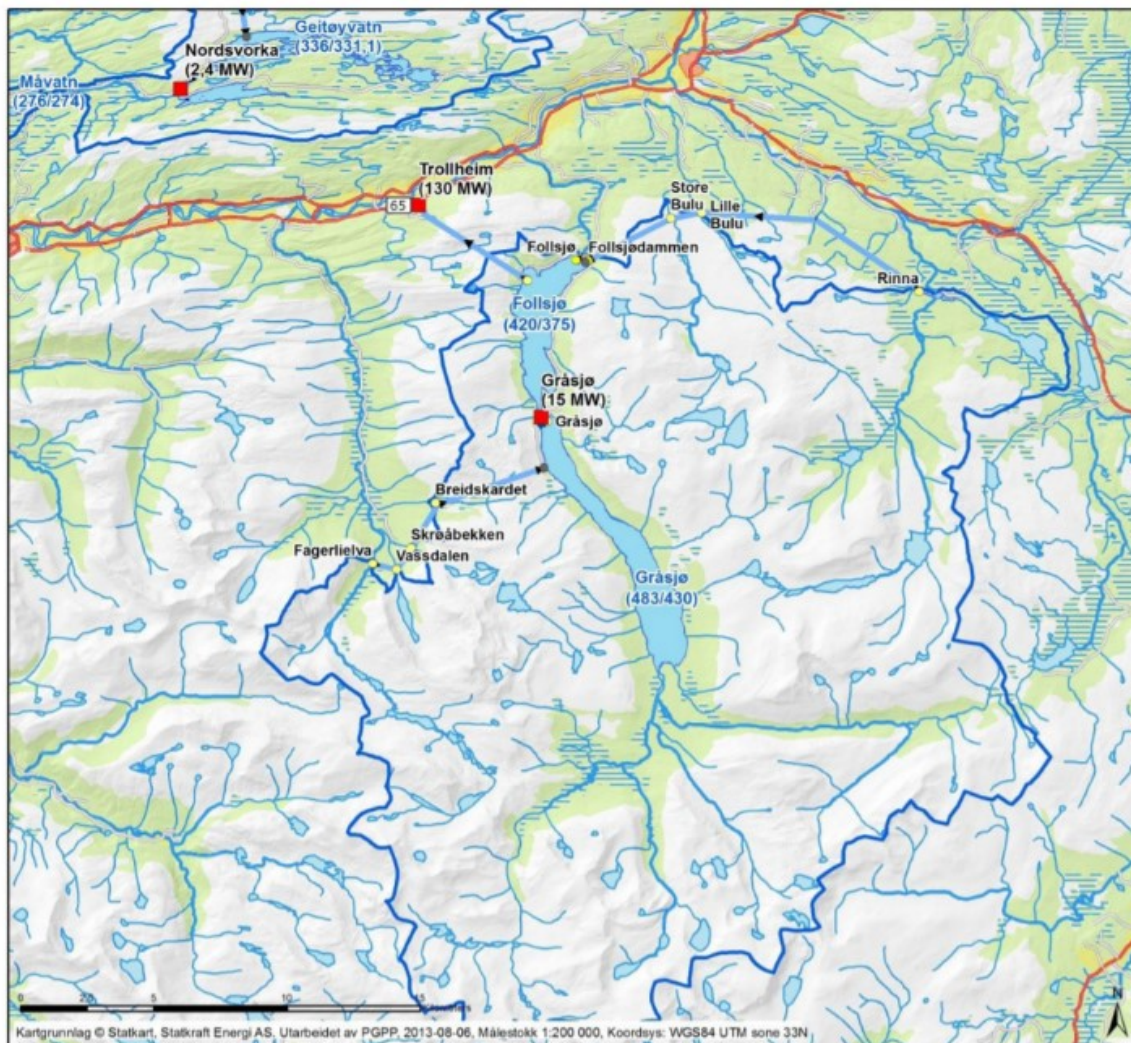 Geitøyvatn
(336/331,1)
Nordsvorka
(2,4 MW)
Måvatn
(276/274)
Trollheim
(130 MW)
65
Store
Bulu
Lille
Bulu
Follsjø
Follsjødammen
Rinna
Follsjø
(420/375)
Gråsjø
(15 MW)
Gråsjø
Breidskardet
Skrøåbekken
Fagerlielva
Vassdalen
Gråsjø
(483/430)
0 2,5 5 10 15
N
Kartgrunnlag © Statkart, Statkraft Energi AS, Utarbeidet av PGPP, 2013-08-06, Målestokk 1:200 000, Koordsys: WGS84 UTM sone 33N